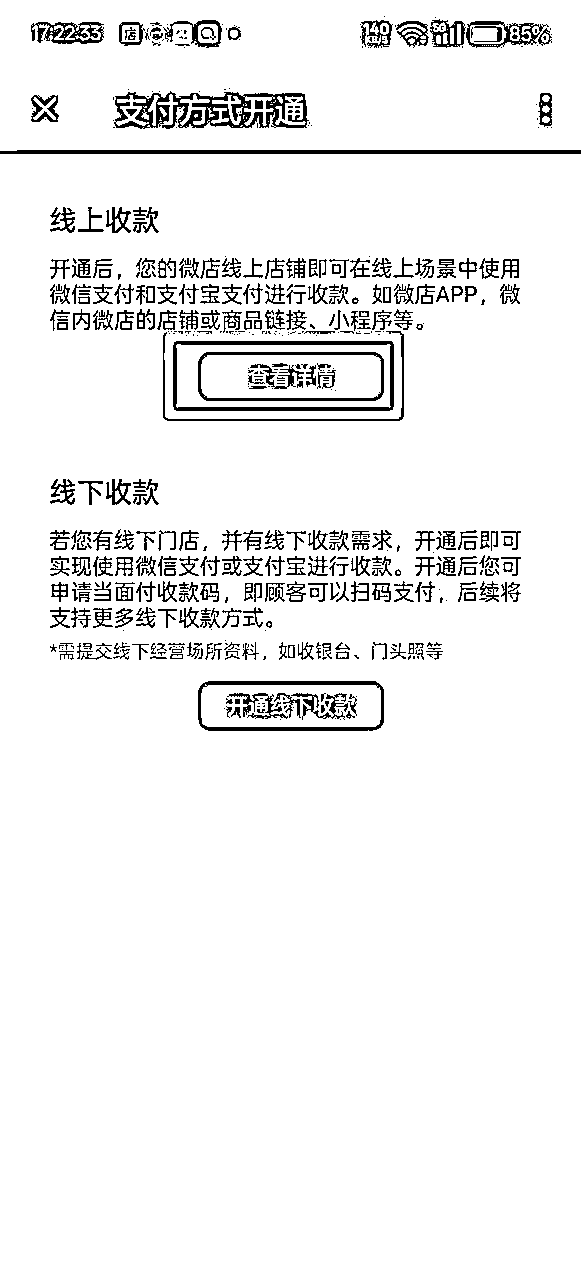 17:22:33
140 KB/s 5G 85%
支付方式开通
线上收款
开通后，您的微店线上店铺即可在线上场景中使用
微信支付和支付宝支付进行收款。如微店APP，微
信内微店的店铺或商品链接、小程序等。
查看详情
线下收款
若您有线下门店，并有线下收款需求，开通后即可
实现使用微信支付或支付宝进行收款。开通后您可
申请当面付收款码，即顾客可以扫码支付，后续将
支持更多线下收款方式。
*需提交线下经营场所资料，如收银台、门头照等
开通线下收款